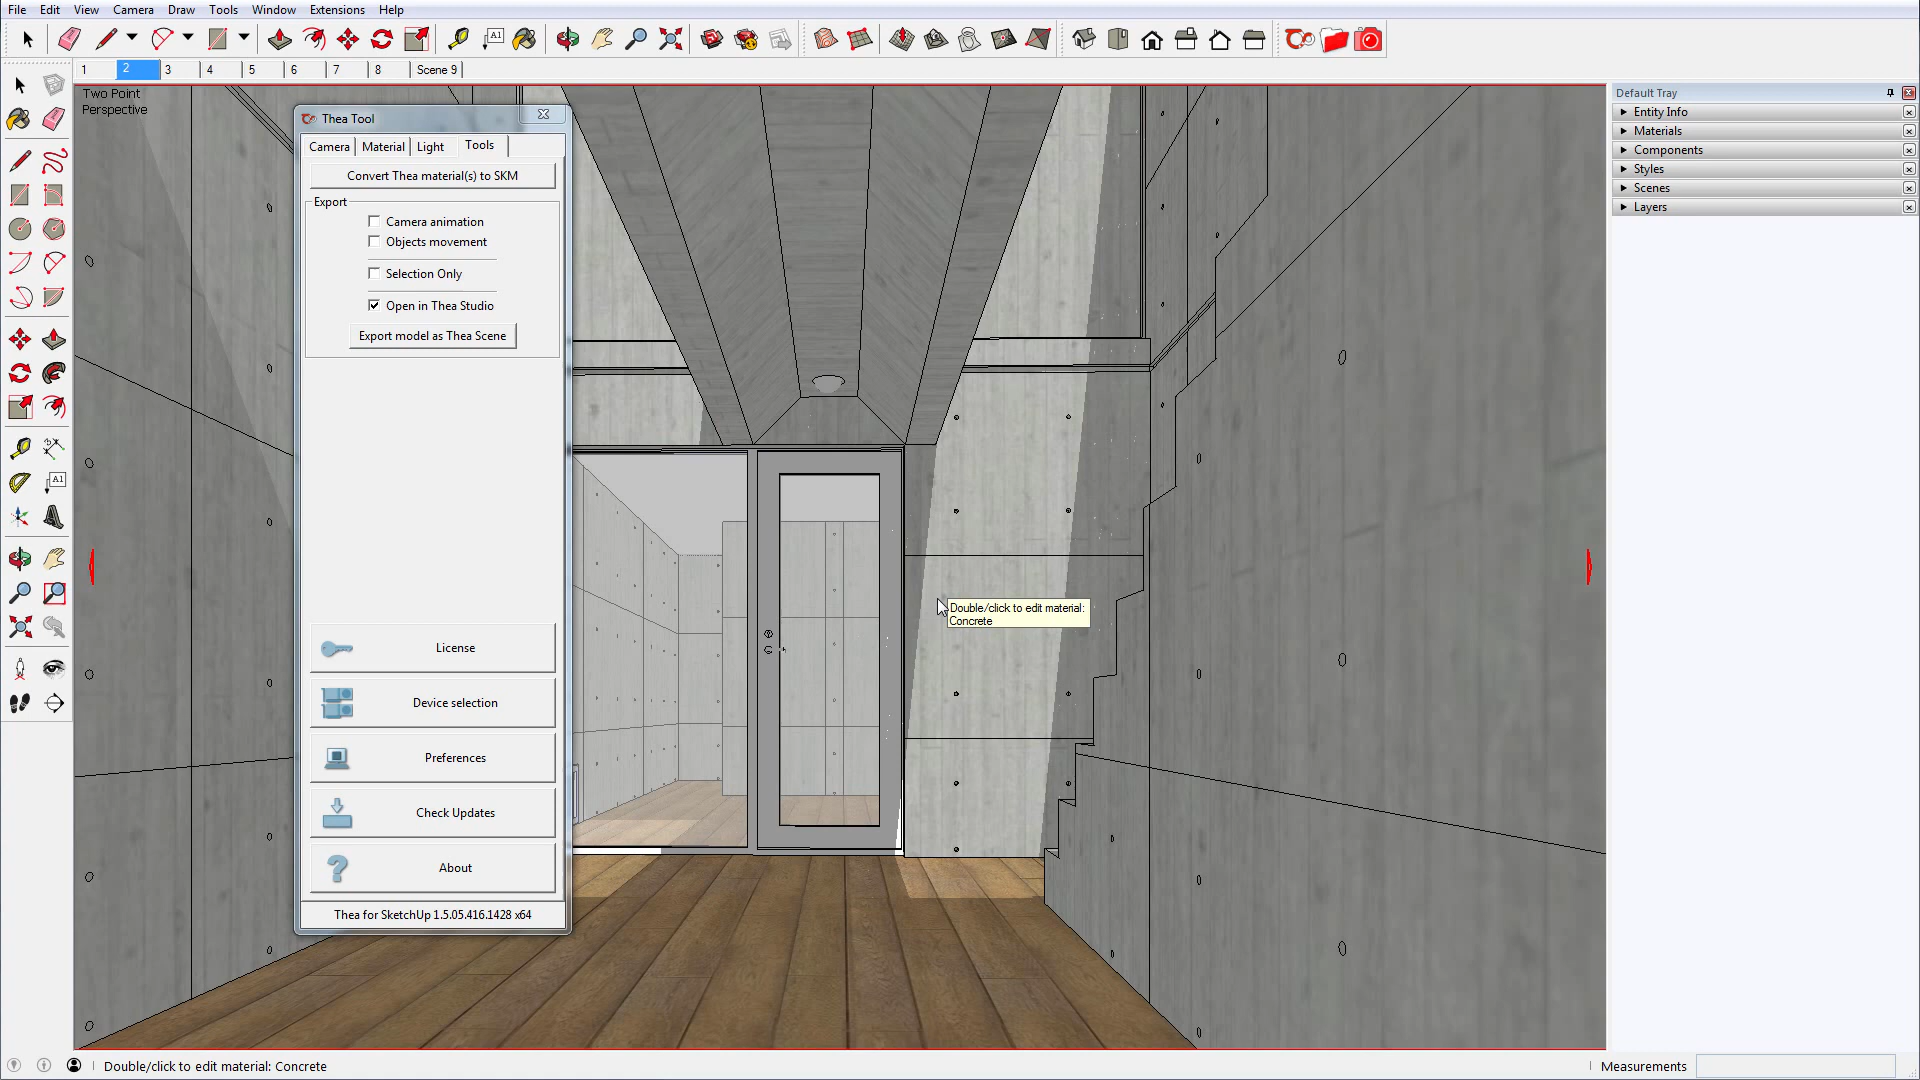 File Edit View Camera Draw Tools Window Extensions Help
1 2 3 4 5 6 7 8 Scene 9
Two Point
Perspective
Thea Tool
Camera Material Light Tools
Convert Thea material(s) to SKM
Export
Camera animation
Objects movement
Selection Only
Open in Thea Studio
Export model as Thea Scene
License
Device selection
Preferences
Check Updates
About
Thea for SketchUp 1.5.05.416.1428 x64
Double/click to edit material:
Concrete
Default Tray
Entity Info
Materials
Components
Styles
Scenes
Layers
A1
A1
Double/click to edit material: Concrete
Measurements